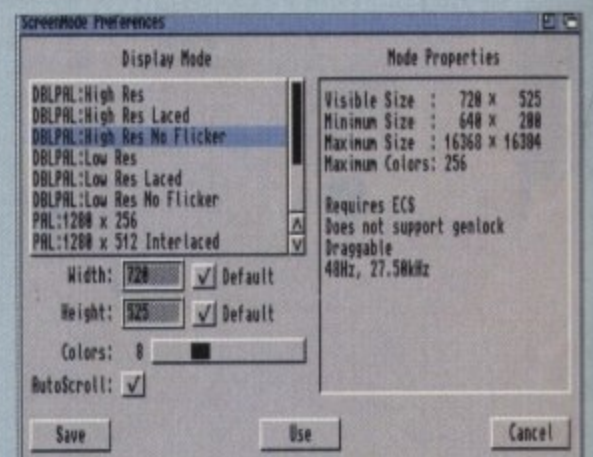 ScreenMode Preferences
Display Mode
DBLPAL:High Res
DBLPAL:High Res Laced
DBLPAL:High Res No Flicker
DBLPAL:Low Res
DBLPAL:Low Res Laced
DBLPAL:Low Res No Flicker
PAL:1280 x 256
PAL:1280 x 512 Interlaced
Width: 720 Default
Height: 525 Default
Colors: 8
AutoScroll:
Mode Properties
Visible Size : 720 X 525
Minimum Size : 640 X 200
Maximum Size : 16368 X 16384
Maximum Colors: 256
Requires ECS
Does not support genlock
Draggable
48Hz, 27.50kHz
Save
Use
Cancel